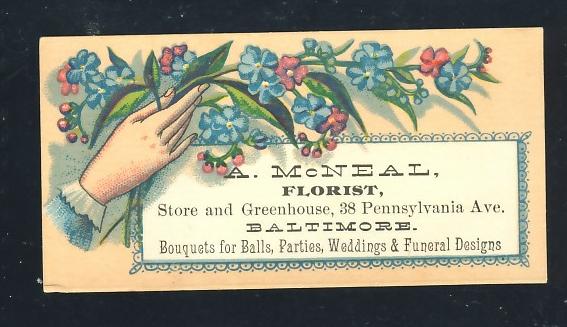 A. McNEAL,
FLORIST,
Store and Greenhouse, 38 Pennsylvania Ave.
BALTIMORE.
Bouquets for Balls, Parties, Weddings & Funeral Designs